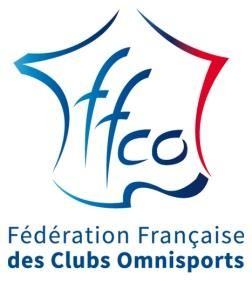 ffco
Fédération Française
des Clubs Omnisports